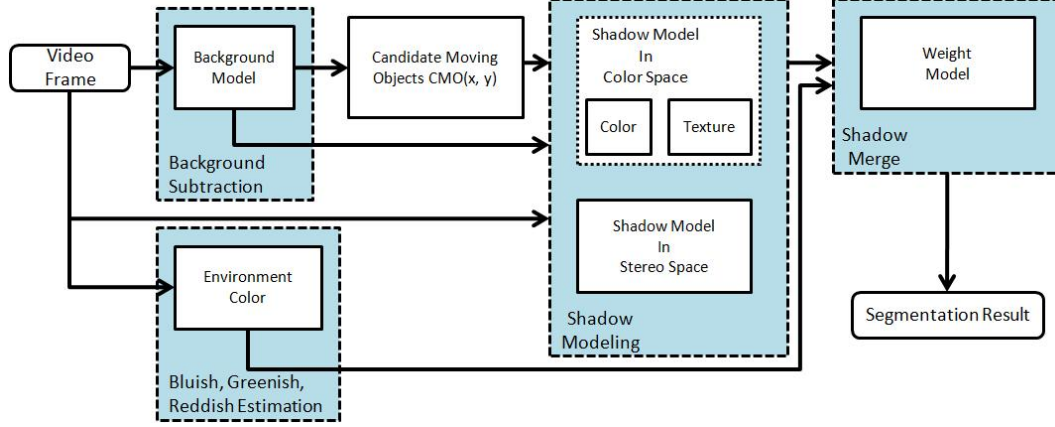 Video
Frame
Background
Model
Background
Subtraction
Candidate Moving
Objects CMO(x, y)
Shadow Model
In
Color Space
Color
Texture
Shadow Model
In
Stereo Space
Shadow
Modeling
Weight
Model
Shadow
Merge
Segmentation Result
Environment
Color
Bluish, Greenish,
Reddish Estimation